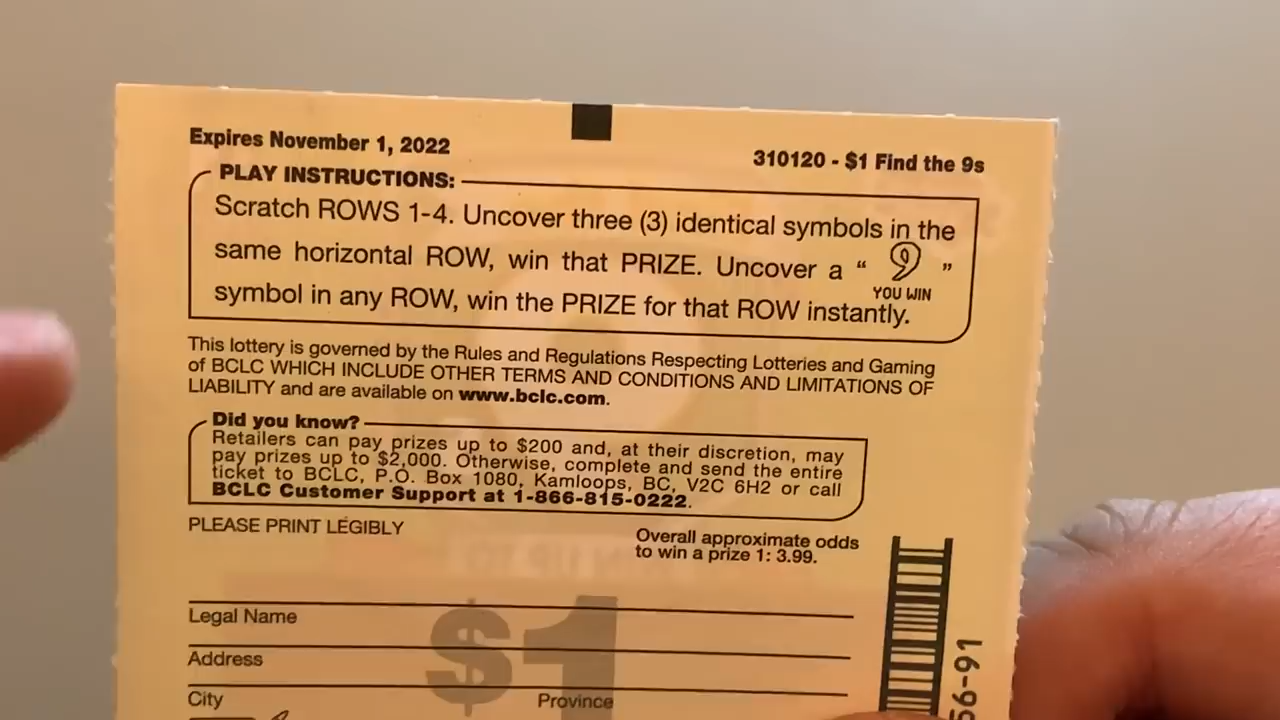 Expires November 1, 2022
310120 - $1 Find the 9s
PLAY INSTRUCTIONS:
Scratch ROWS 1-4. Uncover three (3) identical symbols in the
same horizontal ROW, win that PRIZE. Uncover a “ 9 ”
YOU WIN
symbol in any ROW, win the PRIZE for that ROW instantly.
This lottery is governed by the Rules and Regulations Respecting Lotteries and Gaming
of BCLC WHICH INCLUDE OTHER TERMS AND CONDITIONS AND LIMITATIONS OF
LIABILITY and are available on www.bclc.com.
Did you know?
Retailers can pay prizes up to $200 and, at their discretion, may
pay prizes up to $2,000. Otherwise, complete and send the entire
ticket to BCLC, P.O. Box 1080, Kamloops, BC, V2C 6H2 or call
BCLC Customer Support at 1-866-815-0222.
PLEASE PRINT LEGIBLY
Overall approximate odds
to win a prize 1: 3.99.
$1
Legal Name
Address
City
Province